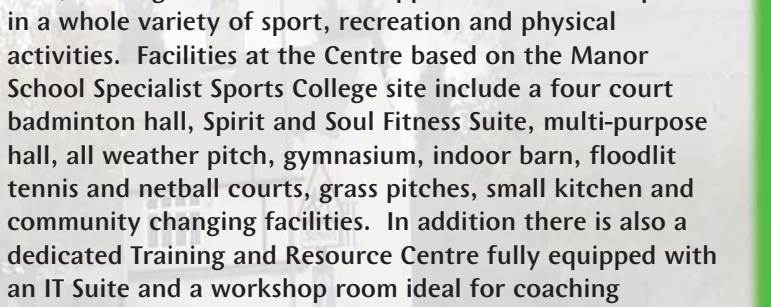 in a whole variety of sport, recreation and physical
activities. Facilities at the Centre based on the Manor
School Specialist Sports College site include a four court
badminton hall, Spirit and Soul Fitness Suite, multi-purpose
hall, all weather pitch, gymnasium, indoor barn, floodlit
tennis and netball courts, grass pitches, small kitchen and
community changing facilities. In addition there is also a
dedicated Training and Resource Centre fully equipped with
an IT Suite and a workshop room ideal for coaching